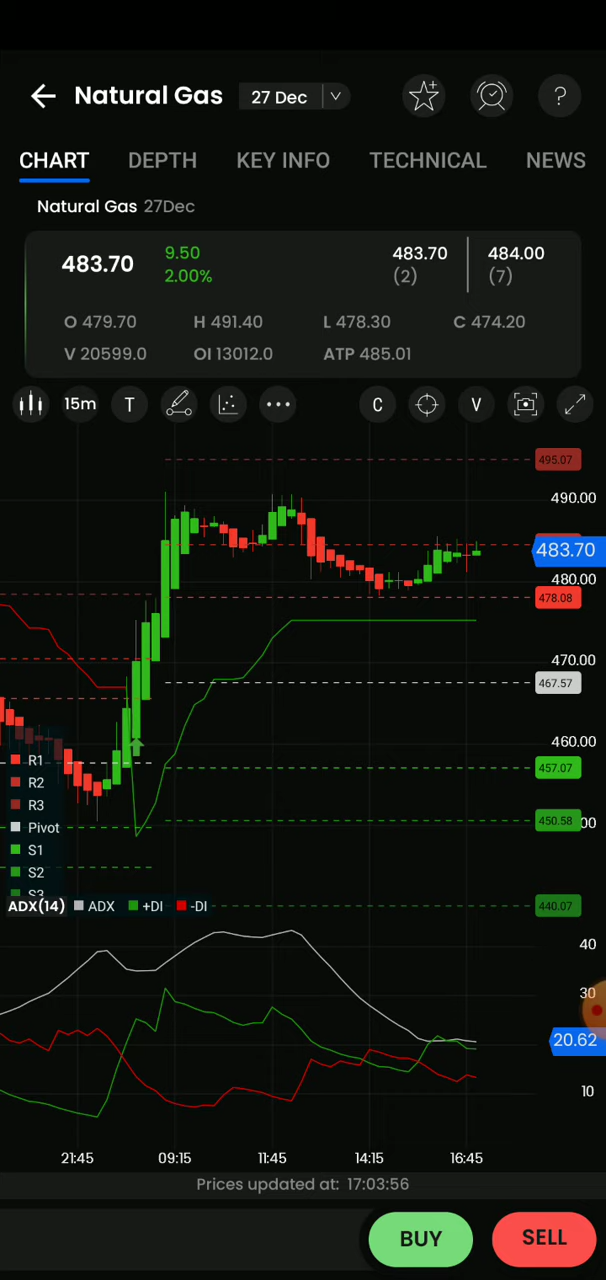 Natural Gas 27 Dec ?
CHART DEPTH KEY INFO TECHNICAL NEWS
Natural Gas 27Dec
483.70 9.50 2.00% 483.70 (2) 484.00 (7)
O 479.70 H 491.40 L 478.30 C 474.20
V 20599.0 OI 13012.0 ATP 485.01
15m T C V
495.07
490.00
483.70
480.00
478.08
470.00
467.57
460.00
457.07
450.58
440.07
R1
R2
R3
Pivot
S1
S2
S3
ADX(14) ADX +DI -DI
40
30
20.62
10
21:45 09:15 11:45 14:15 16:45
Prices updated at: 17:03:56
BUY SELL